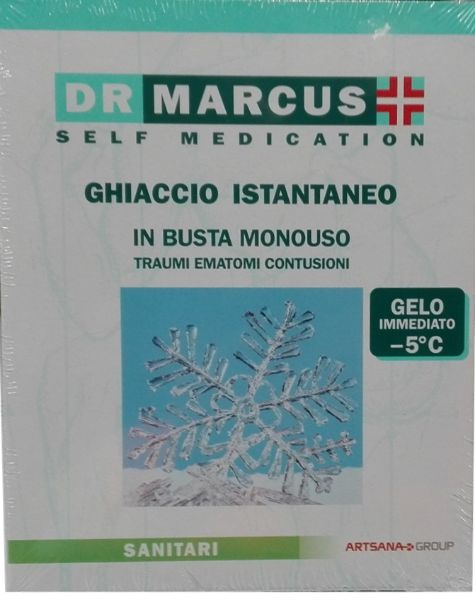 DR MARCUS
SELF MEDICATION
GHIACCIO ISTANTANEO
IN BUSTA MONOUSO
TRAUMI EMATOMI CONTUSIONI
GELO
IMMEDIATO
–5°C
SANITARI
ARTSANA GROUP